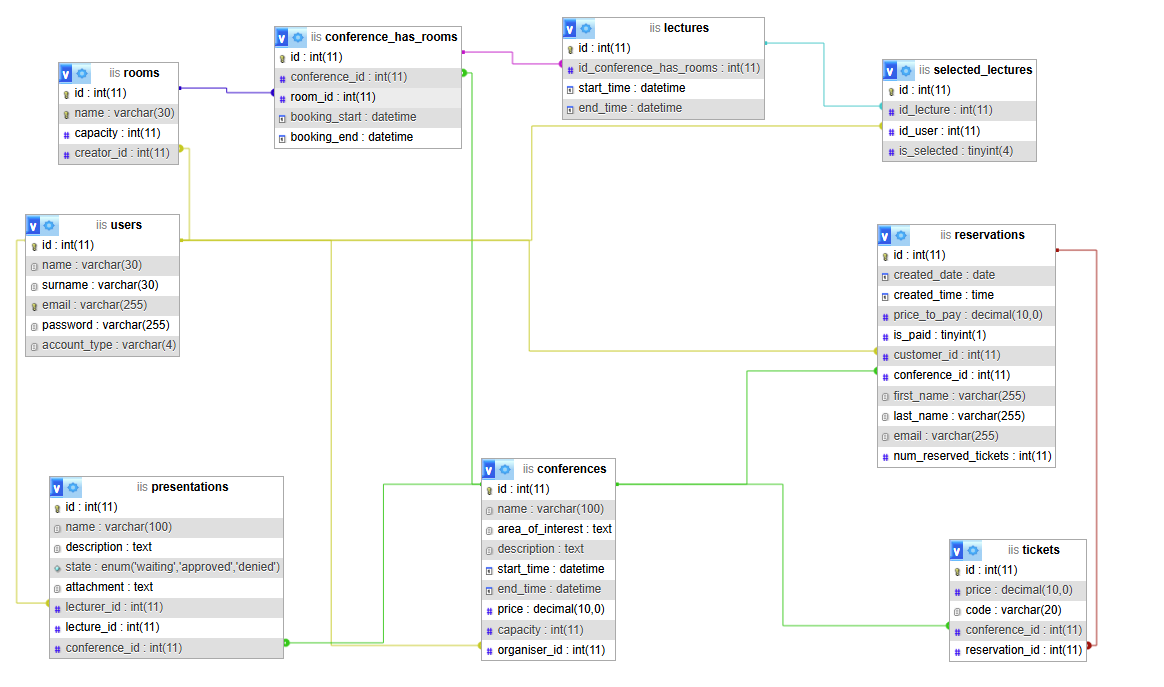 iis rooms
id : int(11)
name : varchar(30)
capacity : int(11)
creator_id : int(11)
iis conference_has_rooms
id : int(11)
conference_id : int(11)
room_id : int(11)
booking_start : datetime
booking_end : datetime
iis lectures
id : int(11)
id_conference_has_rooms : int(11)
start_time : datetime
end_time : datetime
iis selected_lectures
id : int(11)
id_lecture : int(11)
id_user : int(11)
is_selected : tinyint(4)
iis users
id : int(11)
name : varchar(30)
surname : varchar(30)
email : varchar(255)
password : varchar(255)
account_type : varchar(4)
iis reservations
id : int(11)
created_date : date
created_time : time
price_to_pay : decimal(10,0)
is_paid : tinyint(1)
customer_id : int(11)
conference_id : int(11)
first_name : varchar(255)
last_name : varchar(255)
email : varchar(255)
num_reserved_tickets : int(11)
iis presentations
id : int(11)
name : varchar(100)
description : text
state : enum('waiting','approved','denied')
attachment : text
lecturer_id : int(11)
lecture_id : int(11)
conference_id : int(11)
iis conferences
id : int(11)
name : varchar(100)
area_of_interest : text
description : text
start_time : datetime
end_time : datetime
price : decimal(10,0)
capacity : int(11)
organiser_id : int(11)
iis tickets
id : int(11)
price : decimal(10,0)
code : varchar(20)
conference_id : int(11)
reservation_id : int(11)